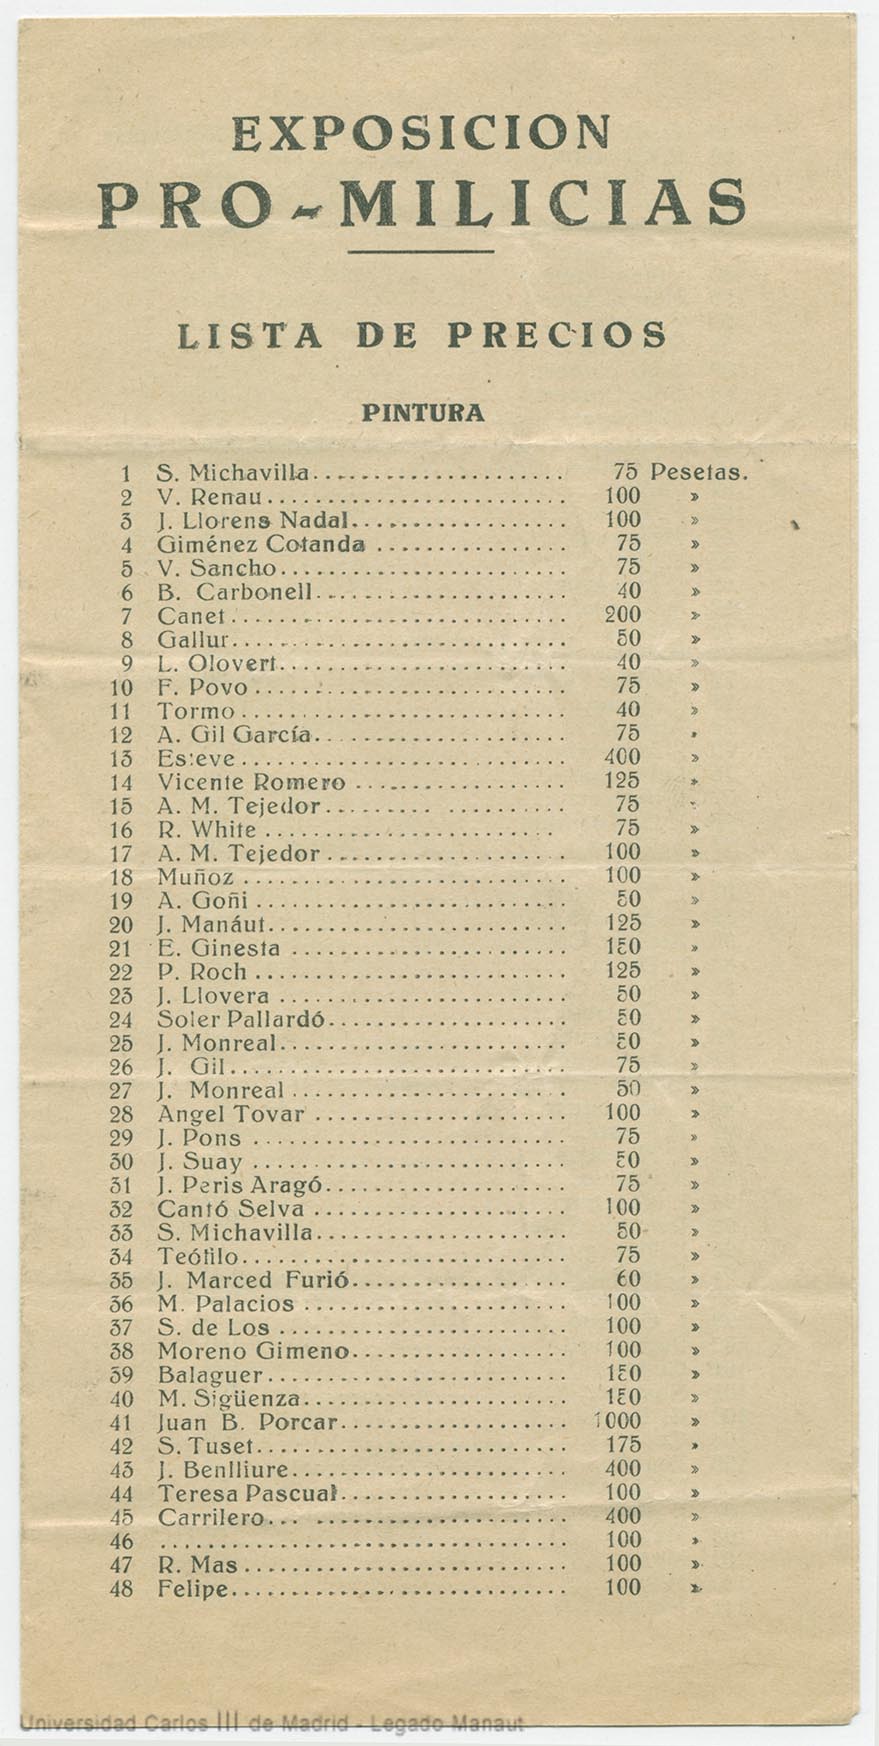 EXPOSICION
PRO-MILICIAS
LISTA DE PRECIOS
PINTURA
1 S. Michavilla..................... 75 Pesetas.
2 V. Renau......................... 100 »
3 J. Llorens Nadal.................. 100 »
4 Giménez Cotanda ................ 75 »
5 V. Sancho........................ 75 »
6 B. Carbonell..................... 40 »
7 Canet............................ 200 »
8 Gallur............................ 50 »
9 L. Olovert........................ 40 »
10 F. Povo.......................... 75 »
11 Tormo........................... 40 »
12 A. Gil García..................... 75 »
13 Esteve........................... 400 »
14 Vicente Romero .................. 125 »
15 A. M. Tejedor.................... 75 »
16 R. White ........................ 75 »
17 A. M. Tejedor.................... 100 »
18 Muñoz........................... 100 »
19 A. Goñi.......................... 50 »
20 J. Manáut........................ 125 »
21 E. Ginesta ....................... 150 »
22 P. Roch.......................... 125 »
23 J. Llovera ........................ 50 »
24 Soler Pallardó.................... 50 »
25 J. Monreal........................ 50 »
26 J. Gil............................ 75 »
27 J. Monreal ....................... 50 »
28 Angel Tovar ..................... 100 »
29 J. Pons .......................... 75 »
30 J. Suay .......................... 50 »
31 J. Peris Aragó.................... 75 »
32 Cantó Selva ...................... 100 »
33 S. Michavilla..................... 50 »
34 Teótilo........................... 75 »
35 J. Marced Furió.................. 60 »
36 M. Palacios ...................... 100 »
37 S. de Los ........................ 100 »
38 Moreno Gimeno.................. 100 »
39 Balaguer......................... 150 »
40 M. Sigüenza...................... 150 »
41 Juan B. Porcar................... 1000 »
42 S. Tuset.......................... 175 »
43 J. Benlliure....................... 400 »
44 Teresa Pascual................... 100 »
45 Carrilero... ..................... 400 »
46 .................................. 100 »
47 R. Mas........................... 100 »
48 Felipe............................ 100 »
Universidad Carlos III de Madrid - Legado Manaut